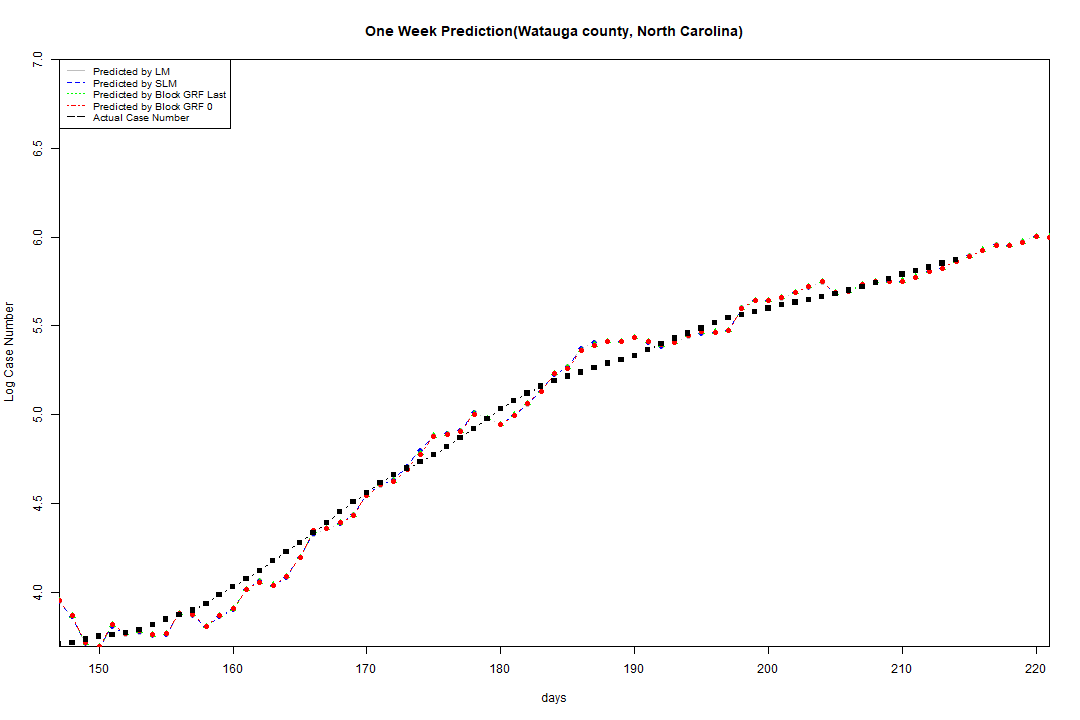 One Week Prediction(Watauga county, North Carolina)
Predicted by LM
Predicted by SLM
Predicted by Block GRF Last
Predicted by Block GRF 0
Actual Case Number
7.0
6.5
6.0
5.5
5.0
4.5
4.0
Log Case Number
150 160 170 180 190 200 210 220
days